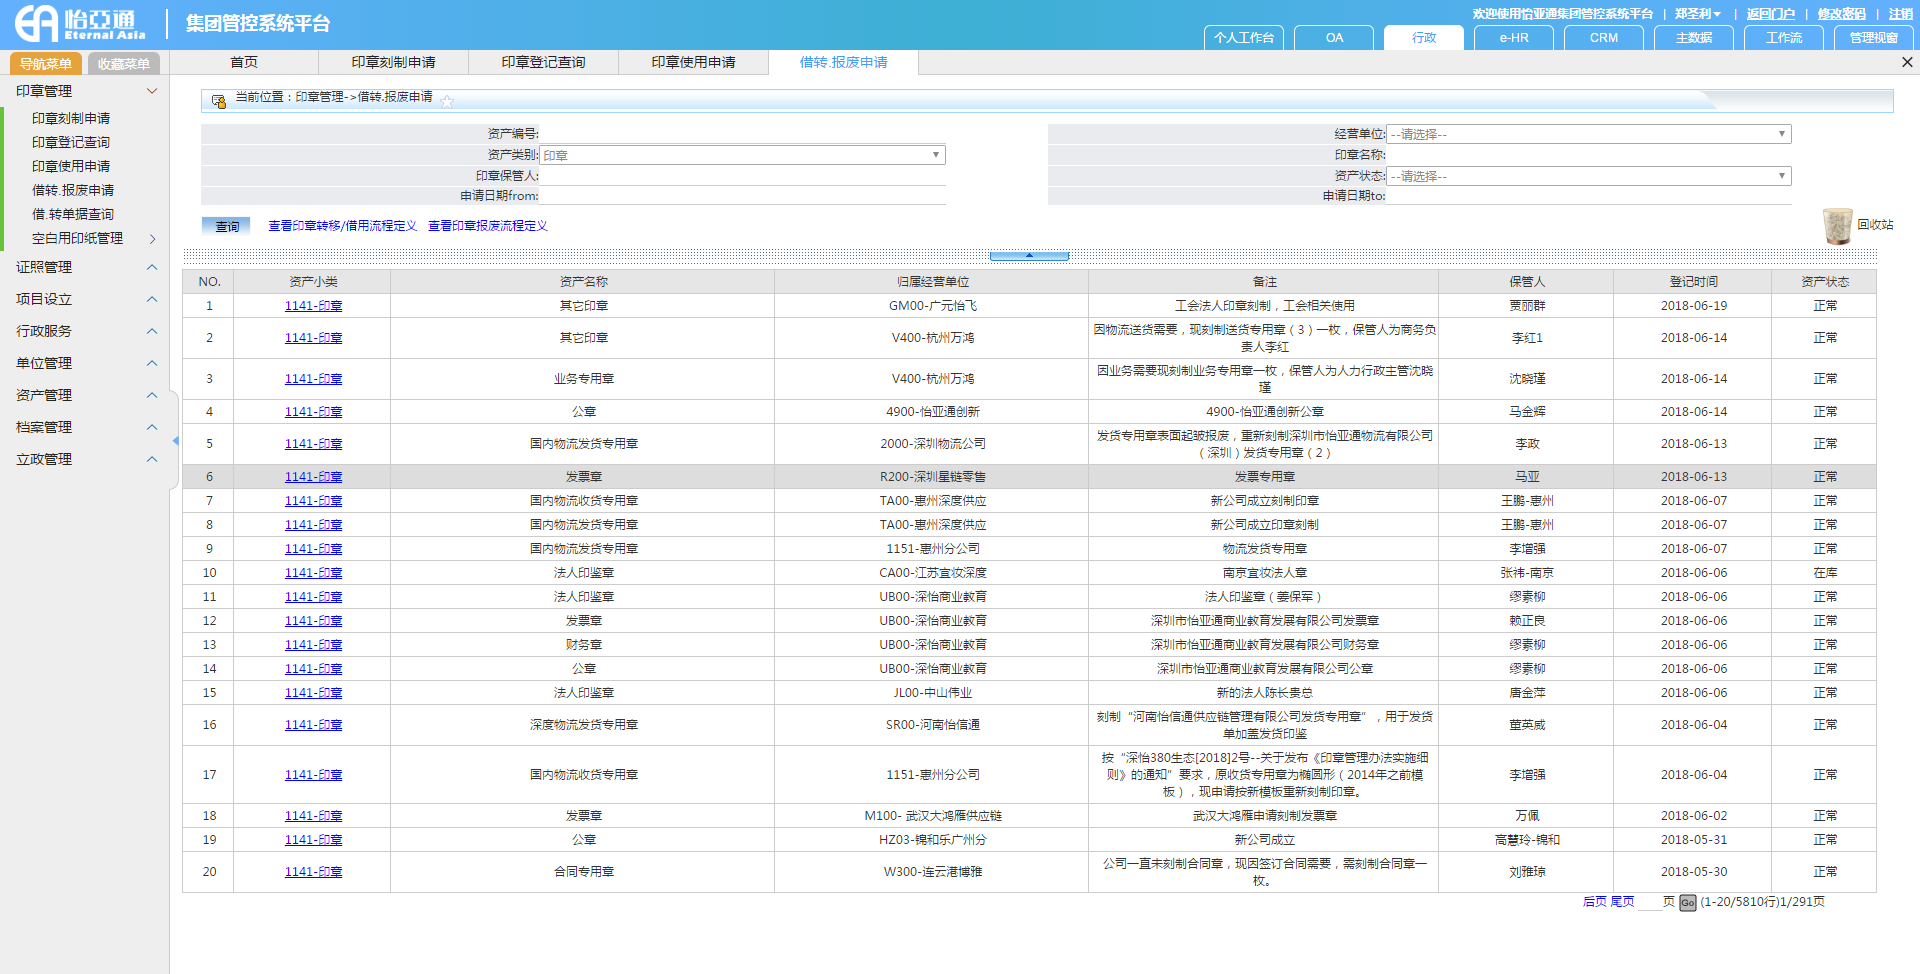 怡亞通 Eternal Asia 集团管控系统平台
欢迎使用怡亚通集团管控系统平台 | 郑圣利 | 返回门户 | 修改密码 | 注销
个人工作台 OA 行政 e-HR CRM 主数据 工作流 管理视窗
导航菜单 收藏菜单 首页 印章刻制申请 印章登记查询 印章使用申请 借转.报废申请
印章管理
印章刻制申请
印章登记查询
印章使用申请
借转.报废申请
借.转单据查询
空白用印纸管理
证照管理
项目设立
行政服务
单位管理
资产管理
档案管理
立政管理
当前位置：印章管理->借转.报废申请
资产编号: 经营单位: --请选择--
资产类别: 印章 印章名称:
印章保管人: 资产状态: --请选择--
申请日期from: 申请日期to:
查询 查看印章转移/借用流程定义 查看印章报废流程定义 回收站
NO. 资产小类 资产名称 归属经营单位 备注 保管人 登记时间 资产状态
1 1141-印章 其它印章 GM00-广元怡飞 工会法人印章刻制，工会相关使用 贾丽群 2018-06-19 正常
2 1141-印章 其它印章 V400-杭州万鸿 因物流送货需要，现刻制送货专用章（3）一枚，保管人为商务负
责人李红 李红1 2018-06-14 正常
3 1141-印章 业务专用章 V400-杭州万鸿 因业务需要现刻制业务专用章一枚，保管人为人力行政主管沈晓
瑾 沈晓瑾 2018-06-14 正常
4 1141-印章 公章 4900-怡亚通创新 4900-怡亚通创新公章 马金辉 2018-06-14 正常
5 1141-印章 国内物流发货专用章 2000-深圳物流公司 发货专用章表面起皱报废，重新刻制深圳市怡亚通物流有限公司
（深圳）发货专用章（2） 李政 2018-06-13 正常
6 1141-印章 发票章 R200-深圳星链零售 发票专用章 马亚 2018-06-13 正常
7 1141-印章 国内物流收货专用章 TA00-惠州深度供应 新公司成立刻制印章 王鹏-惠州 2018-06-07 正常
8 1141-印章 国内物流发货专用章 TA00-惠州深度供应 新公司成立印章刻制 王鹏-惠州 2018-06-07 正常
9 1141-印章 国内物流发货专用章 1151-惠州分公司 物流发货专用章 李增强 2018-06-07 正常
10 1141-印章 法人印鉴章 CA00-江苏宜妆深度 南京宜妆法人章 张祎-南京 2018-06-06 在库
11 1141-印章 法人印鉴章 UB00-深怡商业教育 法人印鉴章（姜保军） 缪素柳 2018-06-06 正常
12 1141-印章 发票章 UB00-深怡商业教育 深圳市怡亚通商业教育发展有限公司发票章 赖正良 2018-06-06 正常
13 1141-印章 财务章 UB00-深怡商业教育 深圳市怡亚通商业教育发展有限公司财务章 缪素柳 2018-06-06 正常
14 1141-印章 公章 UB00-深怡商业教育 深圳市怡亚通商业教育发展有限公司公章 缪素柳 2018-06-06 正常
15 1141-印章 法人印鉴章 JL00-中山伟业 新的法人陈长贵总 唐金萍 2018-06-06 正常
16 1141-印章 深度物流发货专用章 SR00-河南怡信通 刻制“河南怡信通供应链管理有限公司发货专用章”，用于发货
单加盖发货印鉴 董英威 2018-06-04 正常
17 1141-印章 国内物流收货专用章 1151-惠州分公司 按“深怡380生态[2018]2号--关于发布《印章管理办法实施细
则》的通知”要求，原收货专用章为椭圆形（2014年之前模
板），现申请按新模板重新刻制印章。 李增强 2018-06-04 正常
18 1141-印章 发票章 M100- 武汉大鸿雁供应链 武汉大鸿雁申请刻制发票章 万佩 2018-06-02 正常
19 1141-印章 公章 HZ03-锦和乐广州分 新公司成立 高慧玲-锦和 2018-05-31 正常
20 1141-印章 合同专用章 W300-连云港博雅 公司一直未刻制合同章，现因签订合同需要，需刻制合同章一
枚。 刘雅琼 2018-05-30 正常
后页 尾页 页 Go (1-20/5810行)1/291页